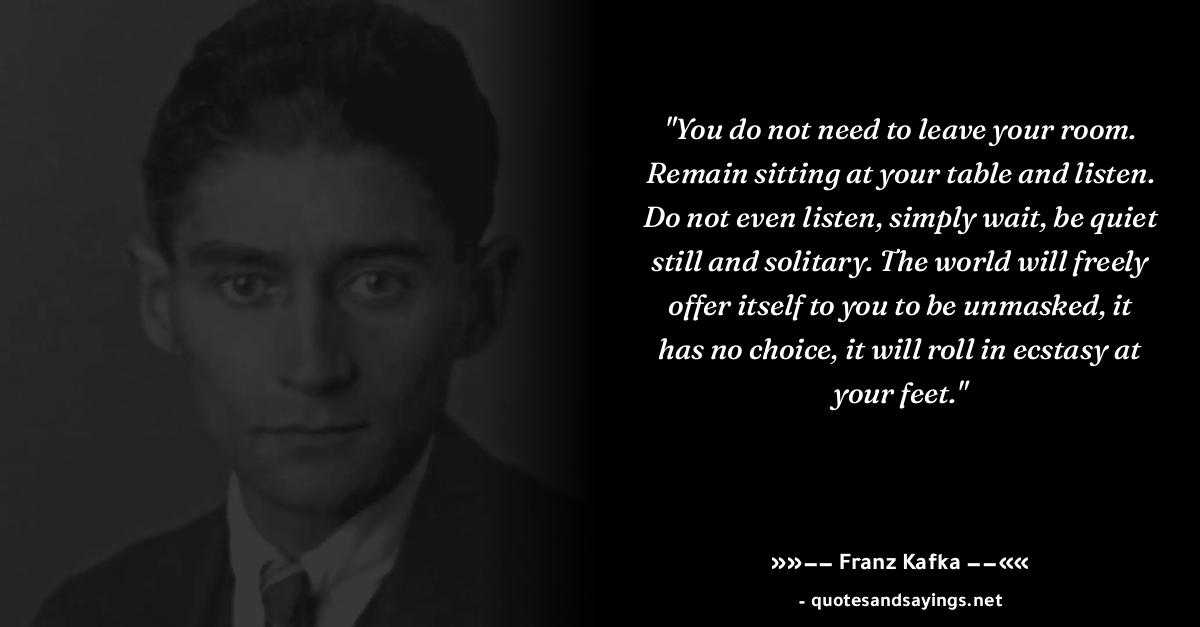 "You do not need to leave your room.
Remain sitting at your table and listen.
Do not even listen, simply wait, be quiet
still and solitary. The world will freely
offer itself to you to be unmasked, it
has no choice, it will roll in ecstasy at
your feet."
»»–– Franz Kafka ––««
- quotesandsayings.net